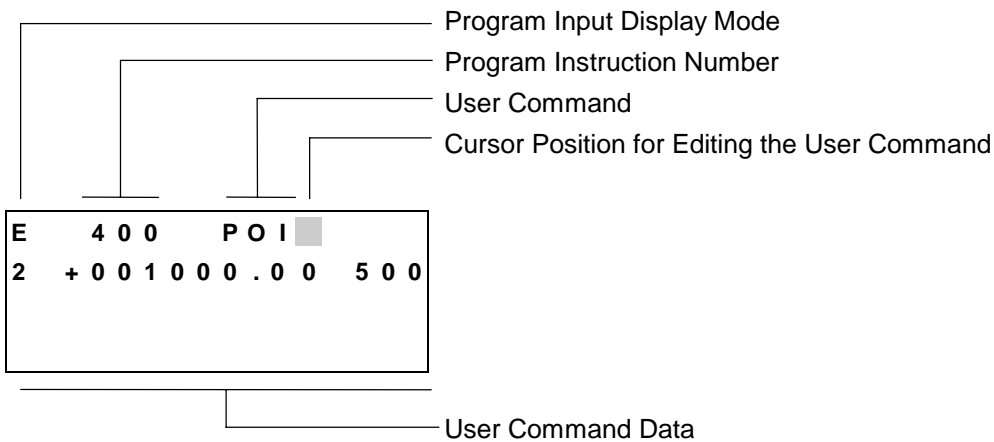 Program Input Display Mode
Program Instruction Number
User Command
Cursor Position for Editing the User Command
E 400 POI
2 +001000.00 500
User Command Data